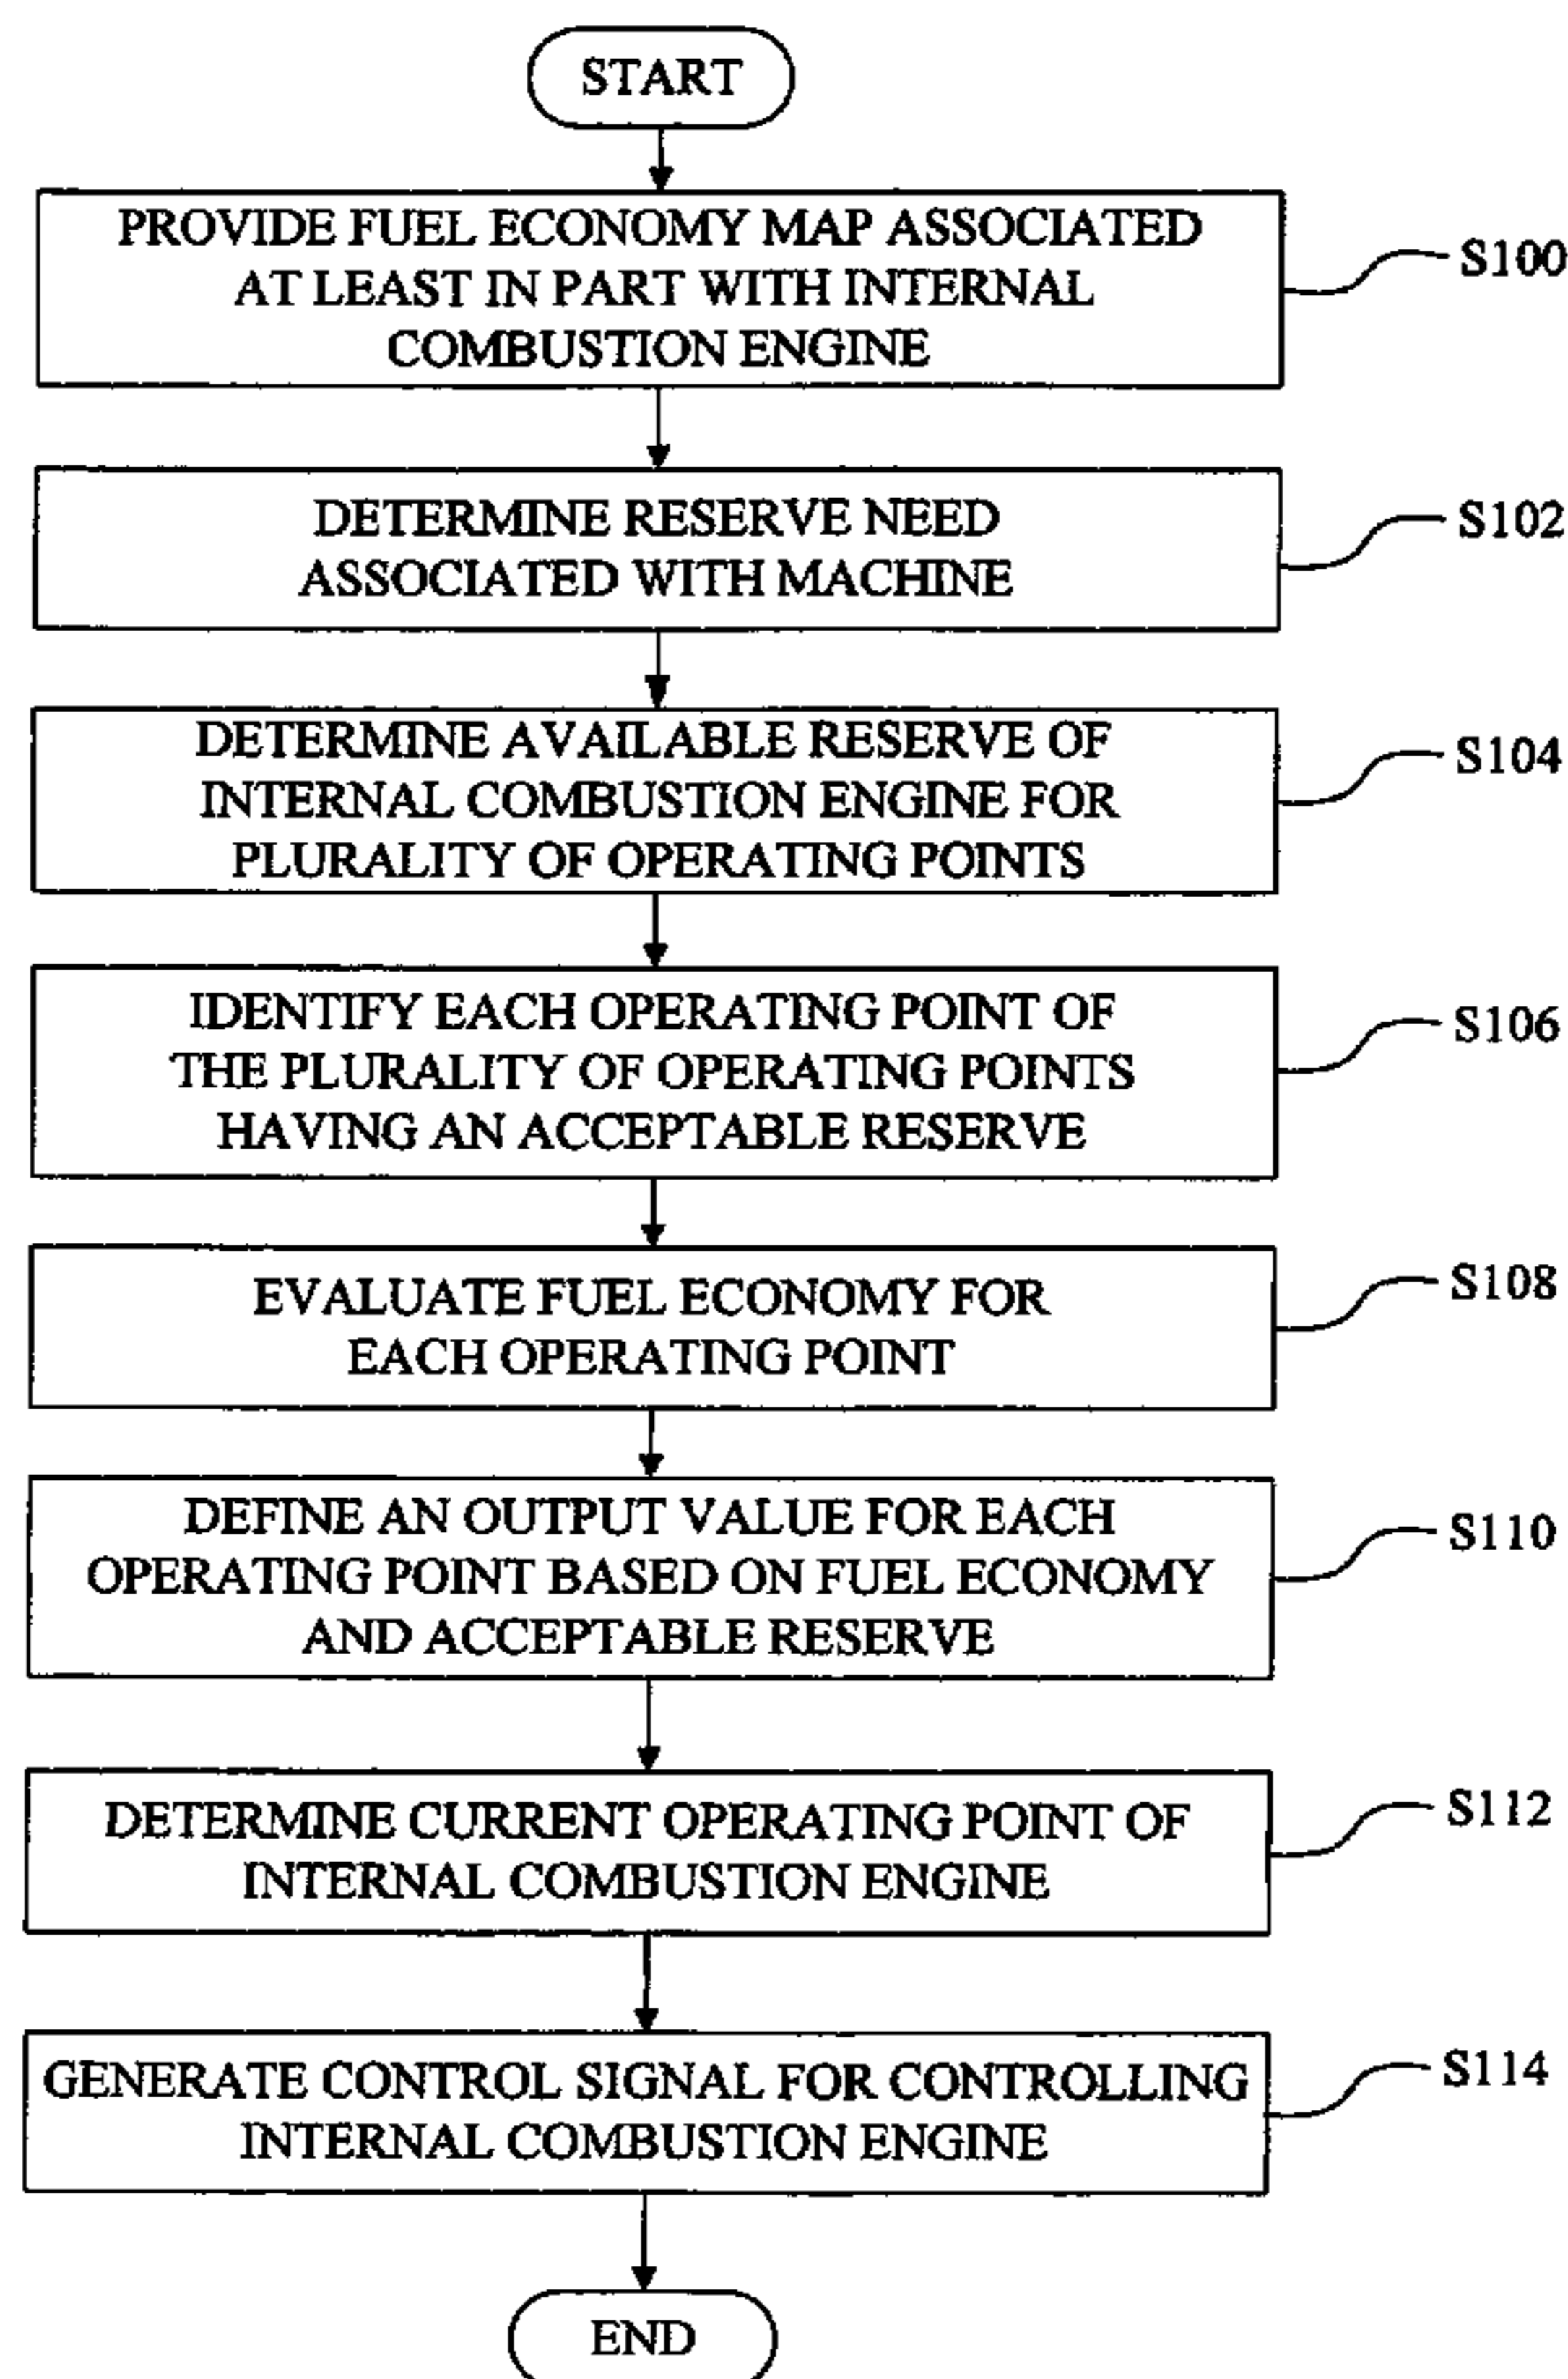 START
PROVIDE FUEL ECONOMY MAP ASSOCIATED
AT LEAST IN PART WITH INTERNAL
COMBUSTION ENGINE
S100
DETERMINE RESERVE NEED
ASSOCIATED WITH MACHINE
S102
DETERMINE AVAILABLE RESERVE OF
INTERNAL COMBUSTION ENGINE FOR
PLURALITY OF OPERATING POINTS
S104
IDENTIFY EACH OPERATING POINT OF
THE PLURALITY OF OPERATING POINTS
HAVING AN ACCEPTABLE RESERVE
S106
EVALUATE FUEL ECONOMY FOR
EACH OPERATING POINT
S108
DEFINE AN OUTPUT VALUE FOR EACH
OPERATING POINT BASED ON FUEL ECONOMY
AND ACCEPTABLE RESERVE
S110
DETERMINE CURRENT OPERATING POINT OF
INTERNAL COMBUSTION ENGINE
S112
GENERATE CONTROL SIGNAL FOR CONTROLLING
INTERNAL COMBUSTION ENGINE
S114
END